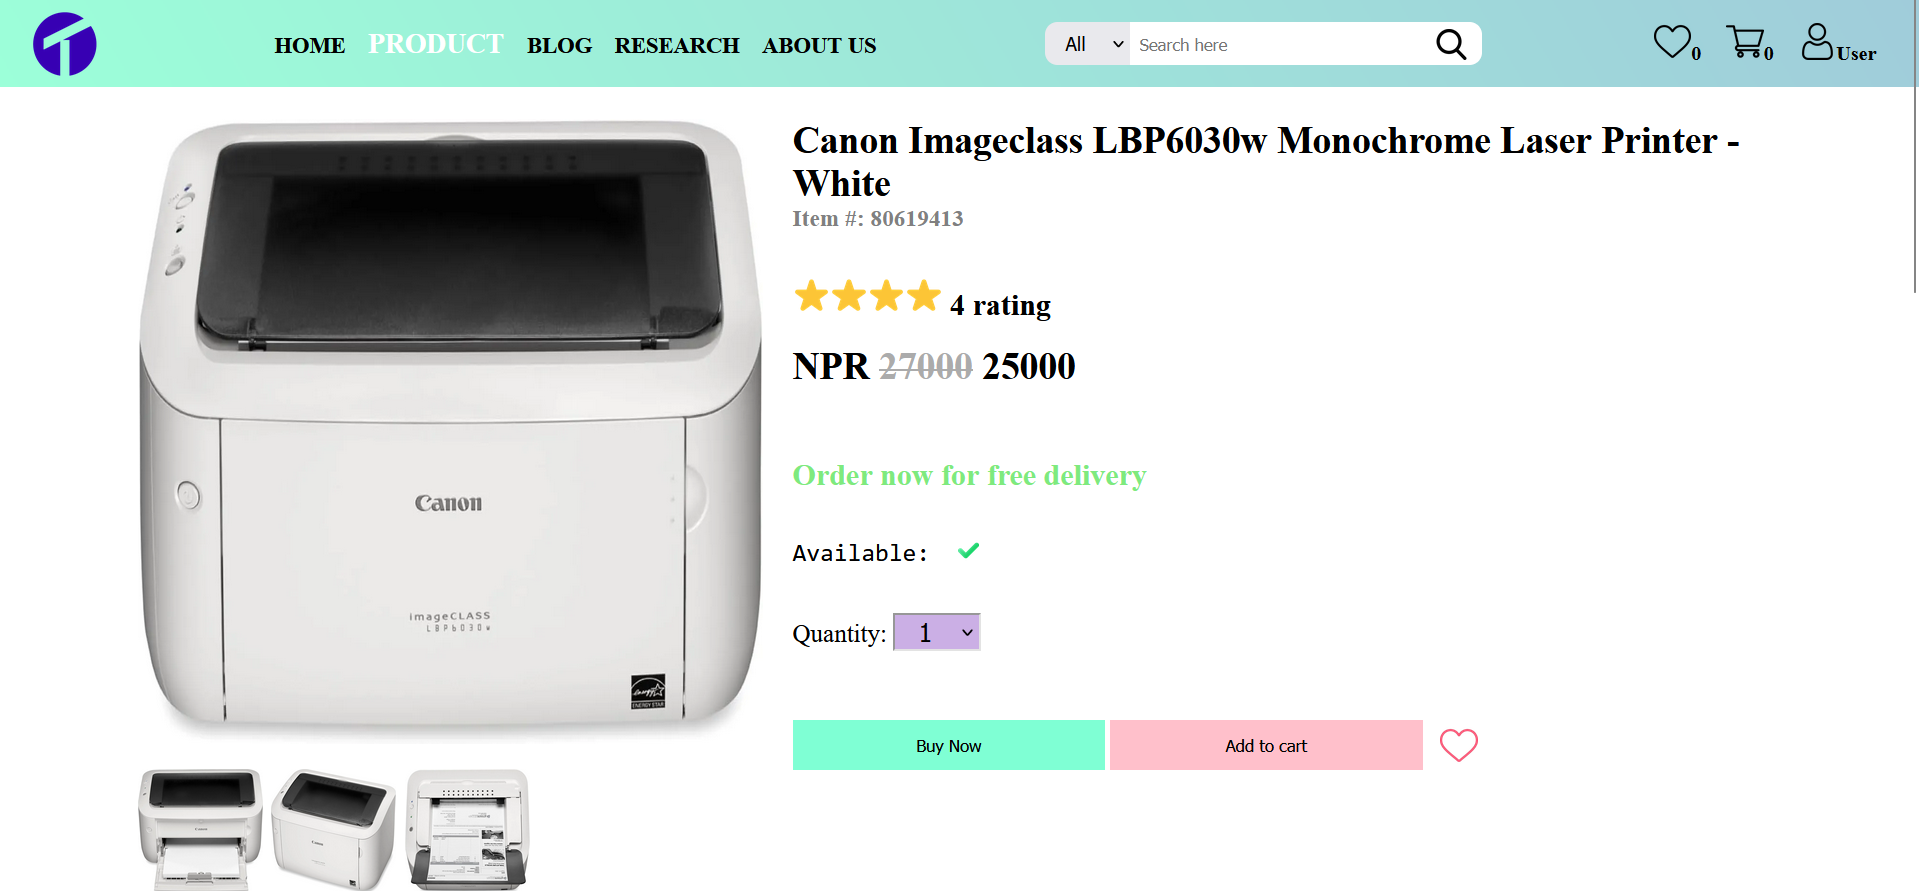 HOME PRODUCT BLOG RESEARCH ABOUT US
All Search here
0 0 User
Canon Imageclass LBP6030w Monochrome Laser Printer -
White
Item #: 80619413
4 rating
NPR 27000 25000
Order now for free delivery
Available:
Quantity: 1
Buy Now Add to cart
Canon
imageCLASS
LBP6030w
ENERGY STAR